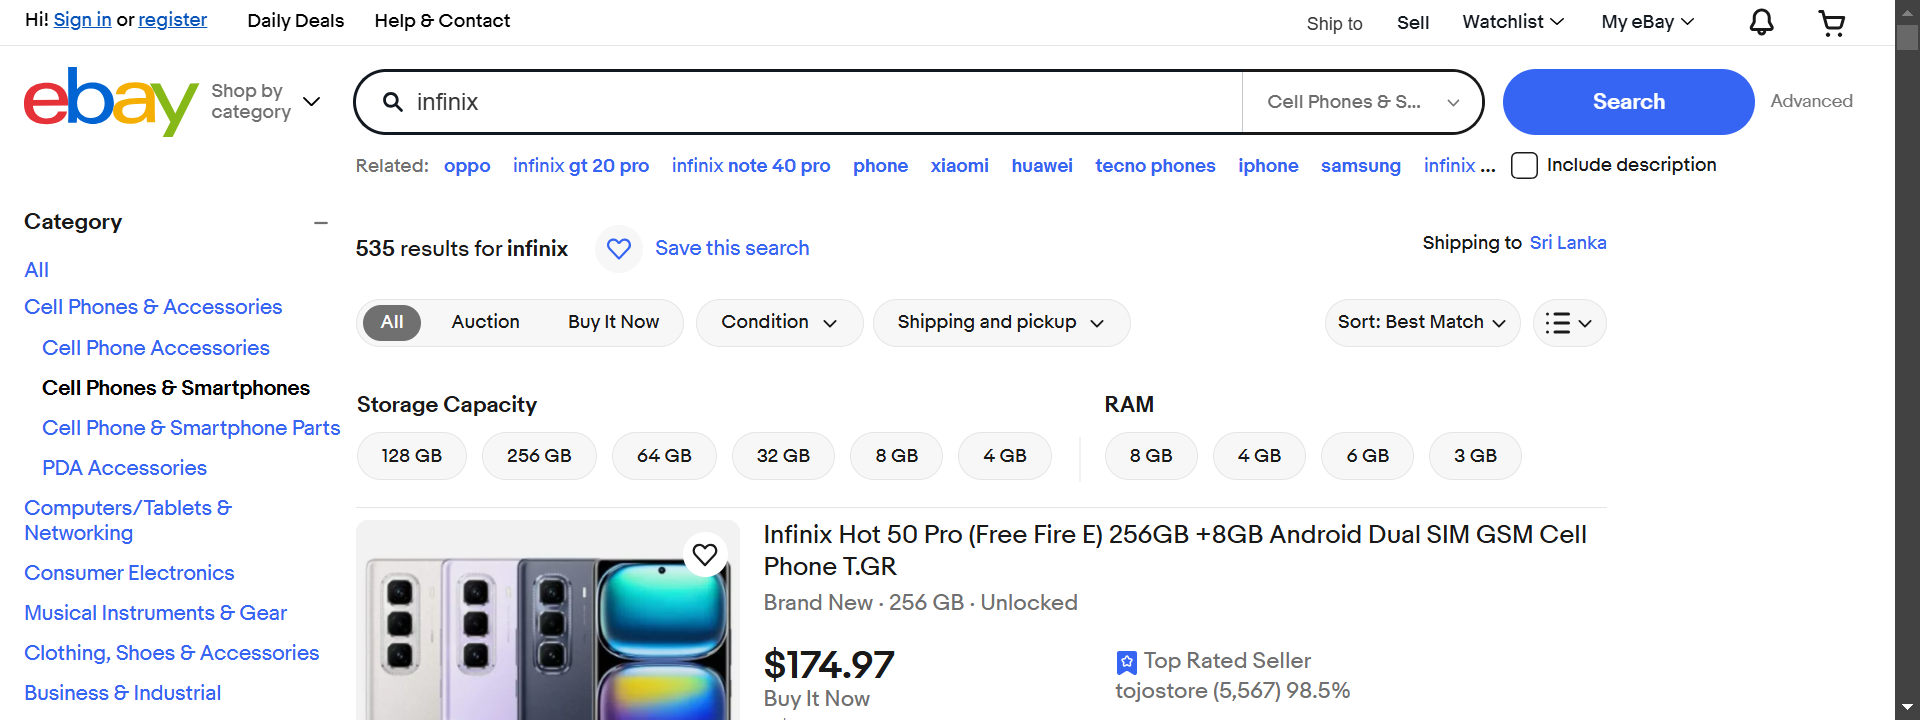 Hi! Sign in or register
Daily Deals
Help & Contact
Ship to
Sell
Watchlist
My eBay
ebay
Shop by category
infinix
Cell Phones & S...
Search
Advanced
Related: oppo infinix gt 20 pro infinix note 40 pro phone xiaomi huawei tecno phones iphone samsung infinix ...
Include description
Category
All
Cell Phones & Accessories
Cell Phone Accessories
Cell Phones & Smartphones
Cell Phone & Smartphone Parts
PDA Accessories
Computers/Tablets &
Networking
Consumer Electronics
Musical Instruments & Gear
Clothing, Shoes & Accessories
Business & Industrial
535 results for infinix
Save this search
Shipping to Sri Lanka
All
Auction
Buy It Now
Condition
Shipping and pickup
Sort: Best Match
Storage Capacity
128 GB
256 GB
64 GB
32 GB
8 GB
4 GB
RAM
8 GB
4 GB
6 GB
3 GB
Infinix Hot 50 Pro (Free Fire E) 256GB +8GB Android Dual SIM GSM Cell
Phone T.GR
Brand New · 256 GB · Unlocked
$174.97
Buy It Now
Top Rated Seller
tojostore (5,567) 98.5%